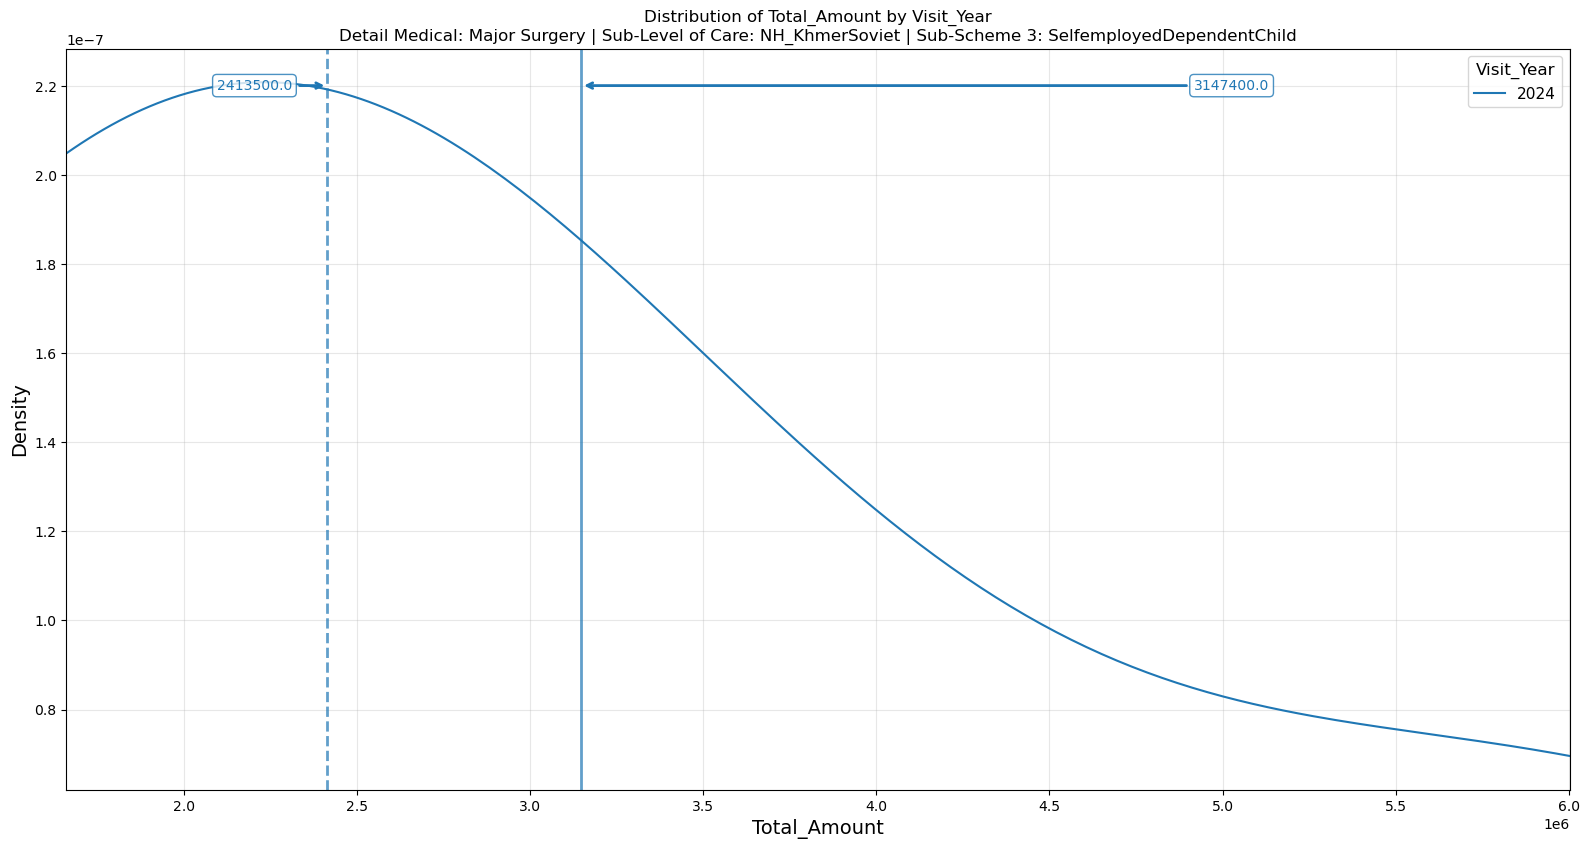 Distribution of Total_Amount by Visit_Year
Detail Medical: Major Surgery | Sub-Level of Care: NH_KhmerSoviet | Sub-Scheme 3: SelfemployedDependentChild
1e−7
2413500.0
3147400.0
Visit_Year
2024
2.2
2.0
1.8
1.6
1.4
1.2
1.0
0.8
Density
2.0 2.5 3.0 3.5 4.0 4.5 5.0 5.5 6.0
1e6
Total_Amount